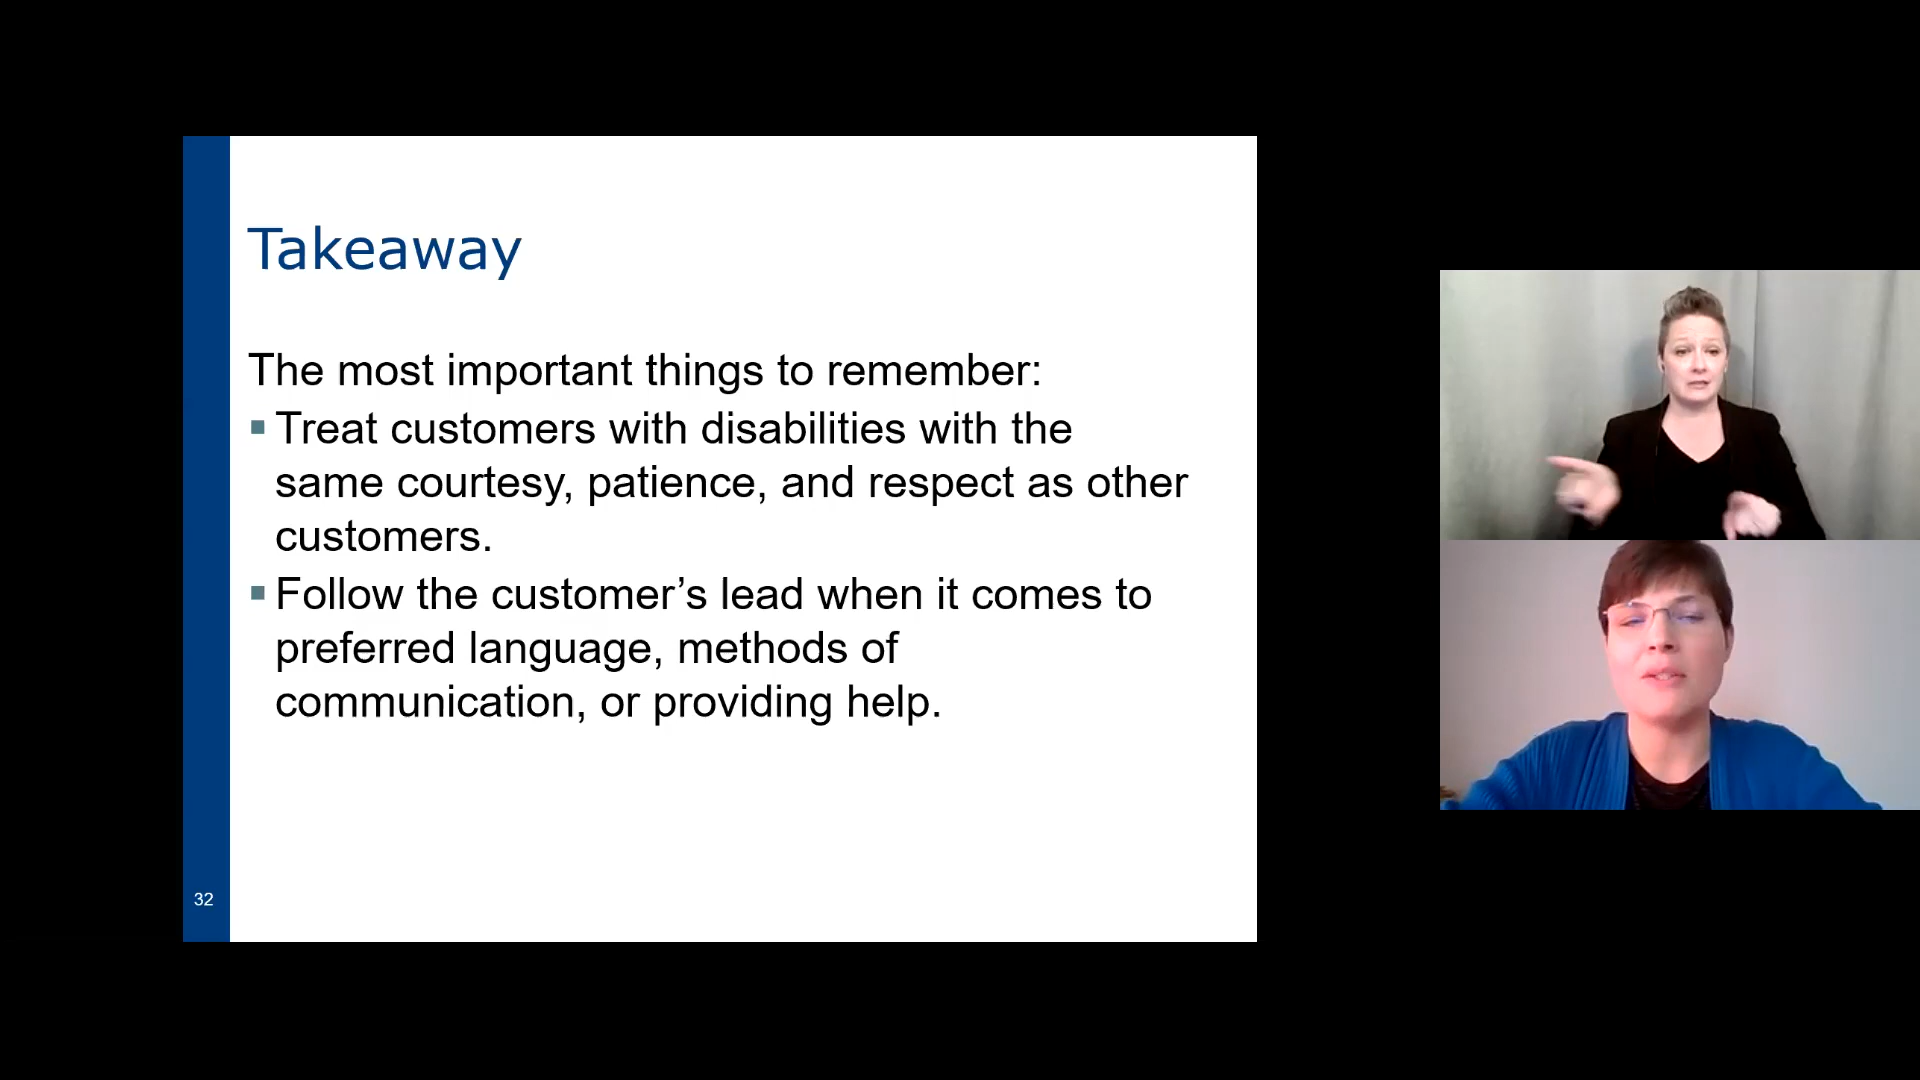 Takeaway
The most important things to remember:
▪ Treat customers with disabilities with the
same courtesy, patience, and respect as other
customers.
▪ Follow the customer’s lead when it comes to
preferred language, methods of
communication, or providing help.
32